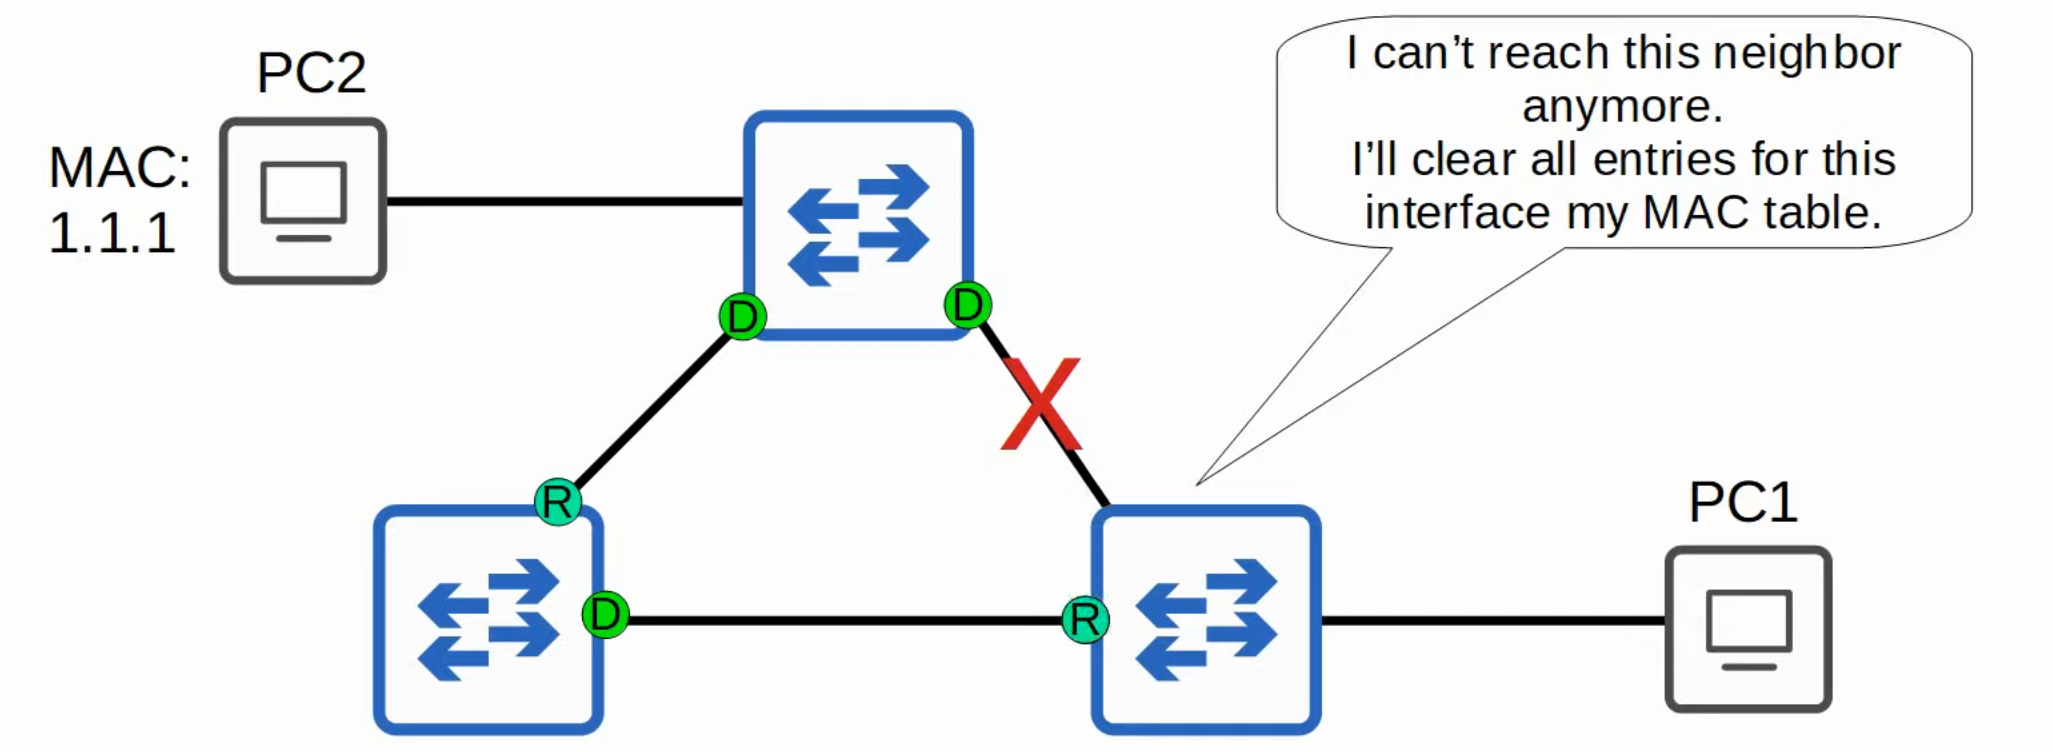 PC2
MAC:
1.1.1
I can't reach this neighbor
anymore.
I'll clear all entries for this
interface my MAC table.
D
D
X
R
D
R
PC1